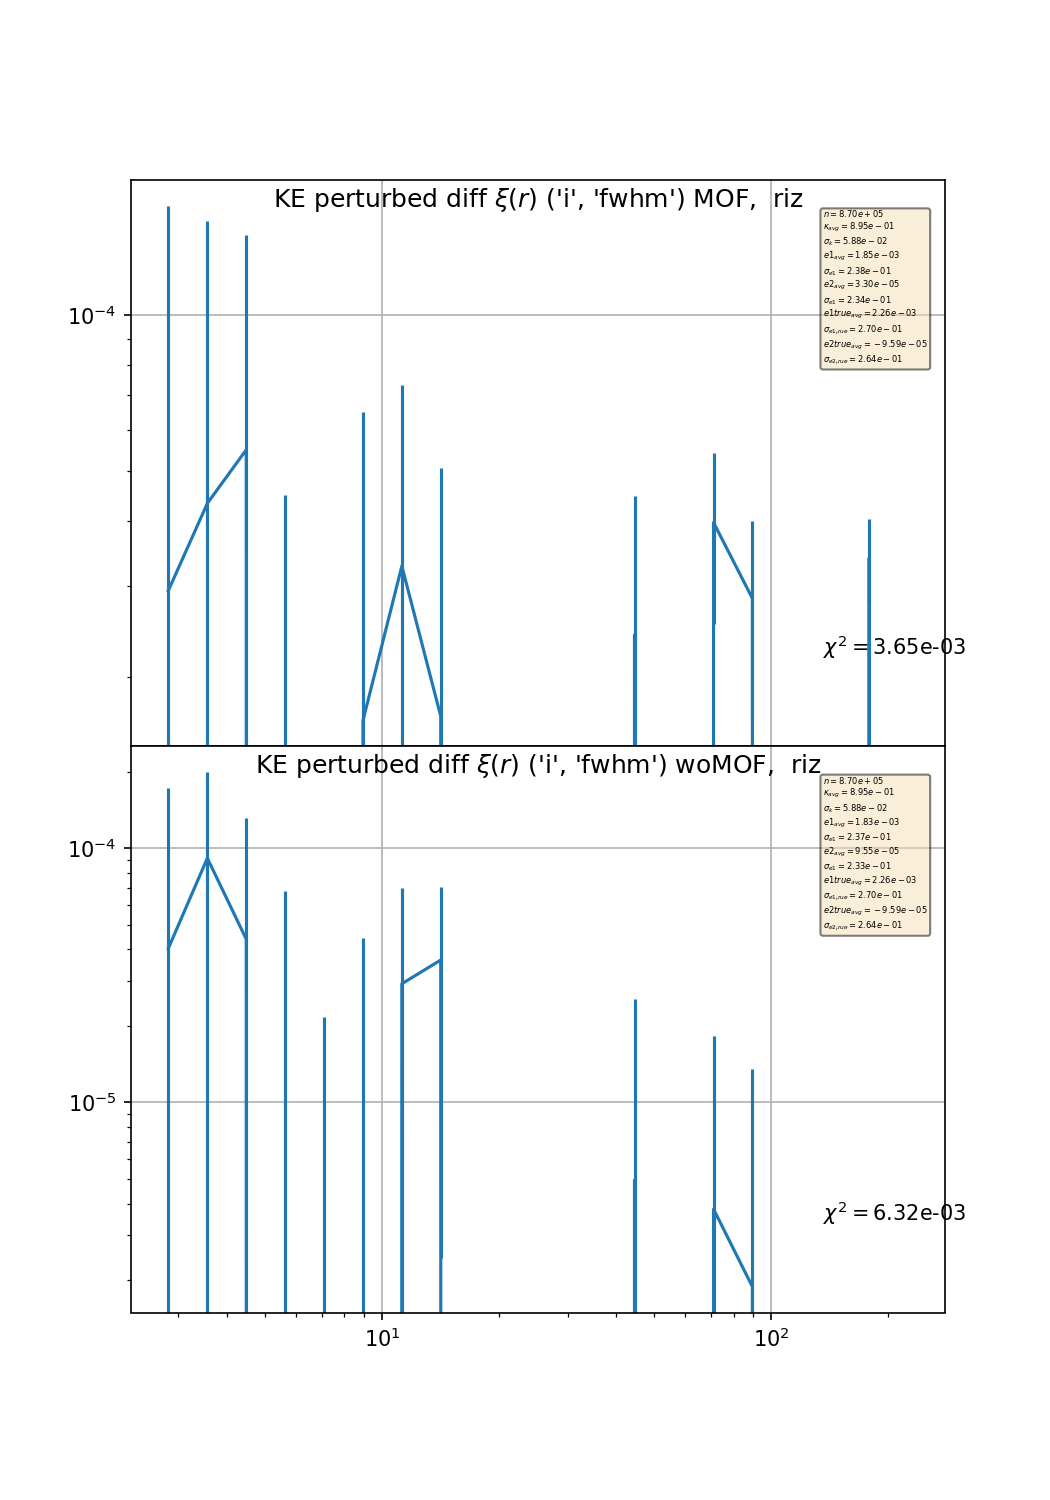 KE perturbed diff ξ(r) ('i', 'fwhm') MOF,  riz
n = 8.70e + 05
κ_avg = 8.95e − 01
σ_k = 5.88e − 02
e1_avg = 1.85e − 03
σ_e1 = 2.38e − 01
e2_avg = 3.30e − 05
σ_e1 = 2.34e − 01
e1true_avg = 2.26e − 03
σ_e1,true = 2.70e − 01
e2true_avg = − 9.59e − 05
σ_e2,true = 2.64e − 01
10^−4
χ² = 3.65e-03
KE perturbed diff ξ(r) ('i', 'fwhm') woMOF,  riz
n = 8.70e + 05
κ_avg = 8.95e − 01
σ_k = 5.88e − 02
e1_avg = 1.83e − 03
σ_e1 = 2.37e − 01
e2_avg = 9.55e − 05
σ_e1 = 2.33e − 01
e1true_avg = 2.26e − 03
σ_e1,true = 2.70e − 01
e2true_avg = − 9.59e − 05
σ_e2,true = 2.64e − 01
10^−4
10^−5
χ² = 6.32e-03
10^1 10^2